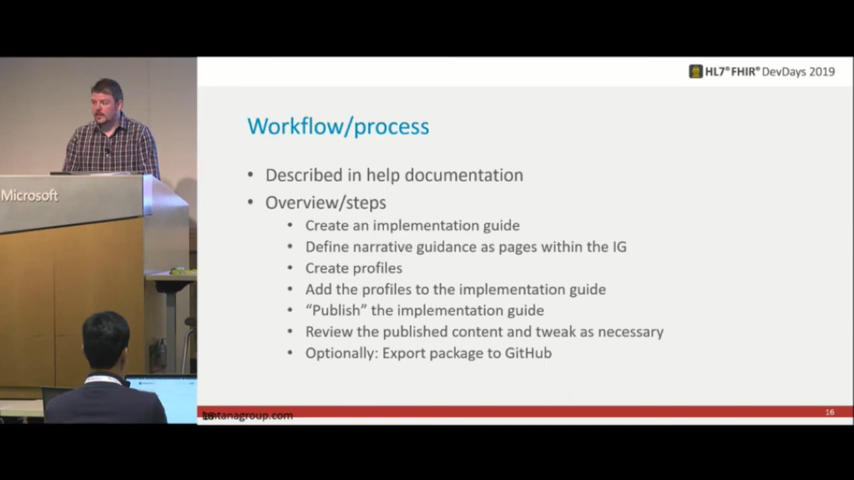 HL7® FHIR® DevDays 2019
Workflow/process
Microsoft
• Described in help documentation
• Overview/steps
• Create an implementation guide
• Define narrative guidance as pages within the IG
• Create profiles
• Add the profiles to the implementation guide
• “Publish” the implementation guide
• Review the published content and tweak as necessary
• Optionally: Export package to GitHub
16